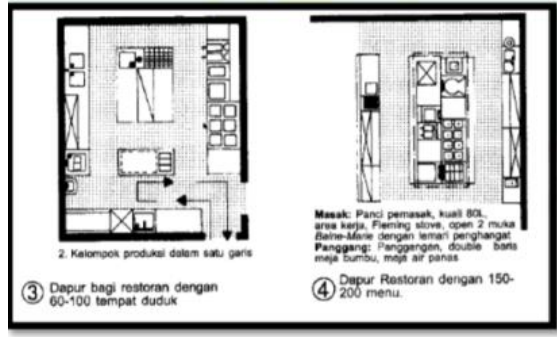 2. Kelompok produksi dalam satu garis
③ Dapur bagi restoran dengan
60-100 tempat duduk
Masak: Panci pemasak, kuali 80L,
area kerja, Fleming stove, open 2 muka
Baine-Marie dengan lemari penghangat
Panggang: Panggengen, double baris
meja bumbu, meja air panas
④ Dapur Restoran dengan 150-
200 menu.